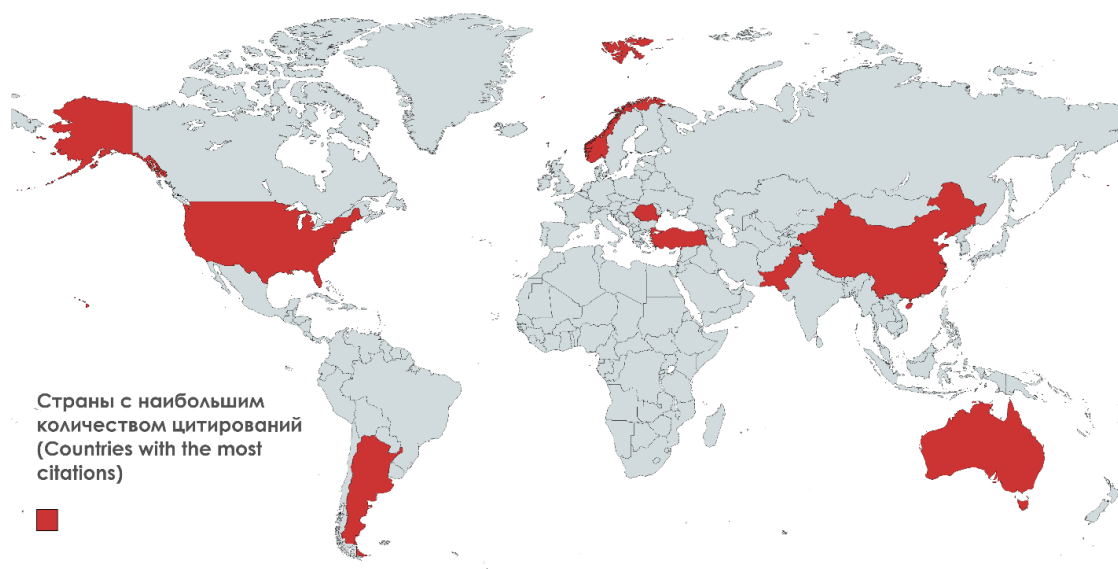 Страны с наибольшим
количеством цитирований
(Countries with the most
citations)